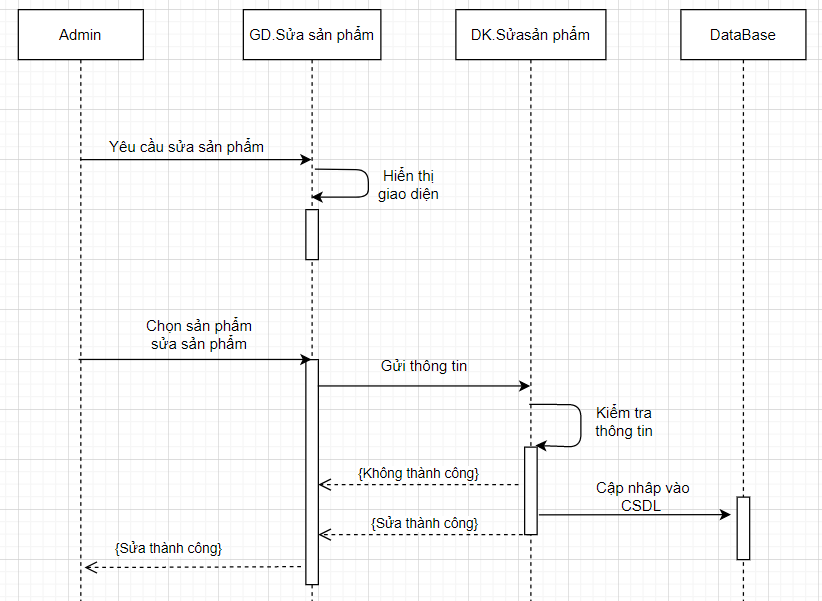 Admin
GD.Sửa sản phẩm
DK.Sửasản phẩm
DataBase
Yêu cầu sửa sản phẩm
Hiển thị
giao diện
Chọn sản phẩm
sửa sản phẩm
Gửi thông tin
Kiểm tra
thông tin
{Không thành công}
Cập nhâp vào
CSDL
{Sửa thành công}
{Sửa thành công}